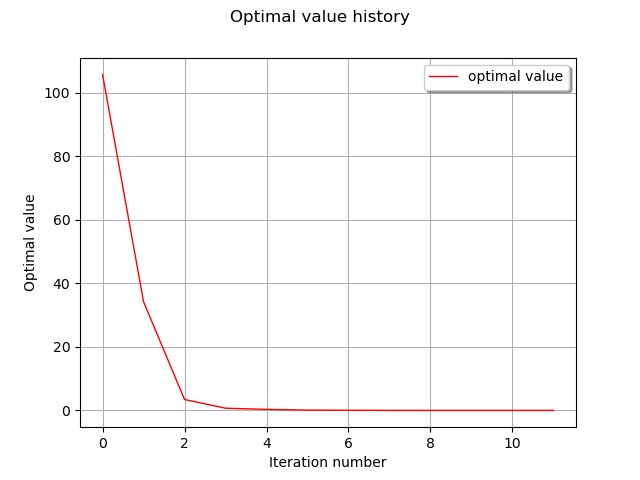 Optimal value history
optimal value
100
80
60
40
20
0
Optimal value
0 2 4 6 8 10
Iteration number